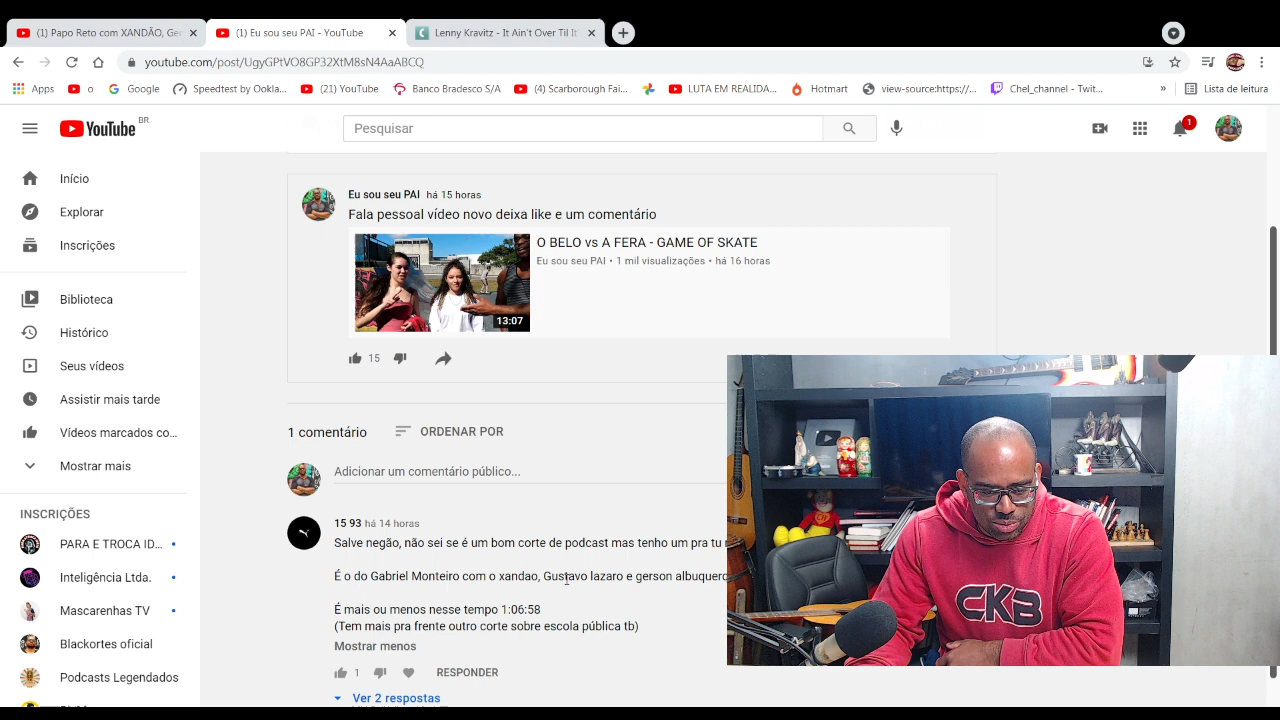 (1) Papo Reto com XANDÃO, Ge
(1) Eu sou seu PAI - YouTube
Lenny Kravitz - It Ain't Over Til It'
youtube.com/post/UgyGPtVO8GP32XtM8sN4AaABCQ
Apps
o
Google
Speedtest by Ookla...
(21) YouTube
Banco Bradesco S/A
(4) Scarborough Fai...
LUTA EM REALIDA...
Hotmart
view-source:https://...
Chel_channel - Twit...
»
Lista de leitura
YouTube BR
Pesquisar
1
Início
Explorar
Inscrições
Biblioteca
Histórico
Seus vídeos
Assistir mais tarde
Vídeos marcados co...
Mostrar mais
INSCRIÇÕES
PARA E TROCA ID...
Inteligência Ltda.
Mascarenhas TV
Blackortes oficial
Podcasts Legendados
Eu sou seu PAI há 15 horas
Fala pessoal vídeo novo deixa like e um comentário
O BELO vs A FERA - GAME OF SKATE
Eu sou seu PAI • 1 mil visualizações • há 16 horas
13:07
15
1 comentário
ORDENAR POR
Adicionar um comentário público...
15 93 há 14 horas
Salve negão, não sei se é um bom corte de podcast mas tenho um pra tu
É o do Gabriel Monteiro com o xandao, Gustavo lazaro e gerson albuquerq
É mais ou menos nesse tempo 1:06:58
(Tem mais pra frente outro corte sobre escola pública tb)
Mostrar menos
1
RESPONDER
Ver 2 respostas
CKB